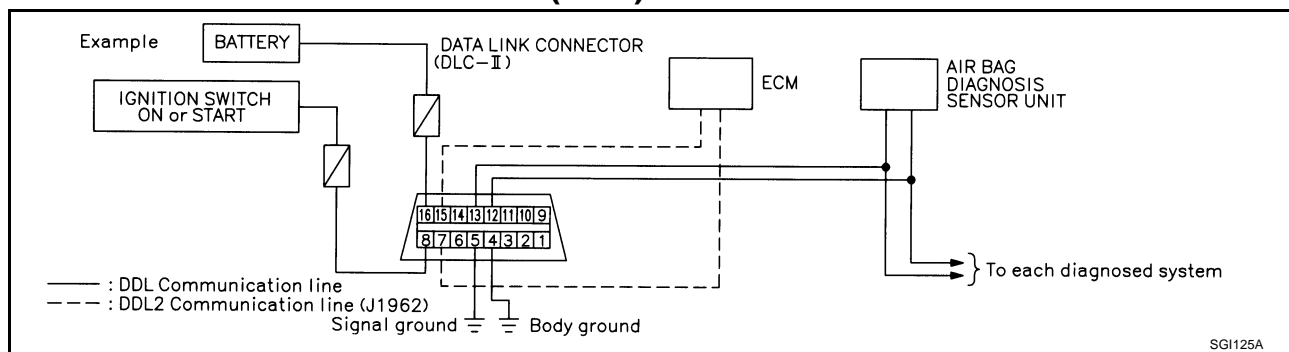 Example
BATTERY
DATA LINK CONNECTOR
(DLC-II)
IGNITION SWITCH
ON or START
ECM
AIR BAG
DIAGNOSIS
SENSOR UNIT
16 15 14 13 12 11 10 9
8 7 6 5 4 3 2 1
To each diagnosed system
: DDL Communication line
: DDL2 Communication line (J1962)
Signal ground
Body ground
SGI125A